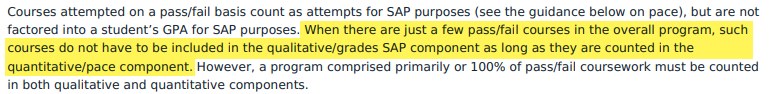 Courses attempted on a pass/fail basis count as attempts for SAP purposes (see the guidance below on pace), but are not
factored into a student's GPA for SAP purposes. When there are just a few pass/fail courses in the overall program, such
courses do not have to be included in the qualitative/grades SAP component as long as they are counted in the
quantitative/pace component. However, a program comprised primarily or 100% of pass/fail coursework must be counted
in both qualitative and quantitative components.